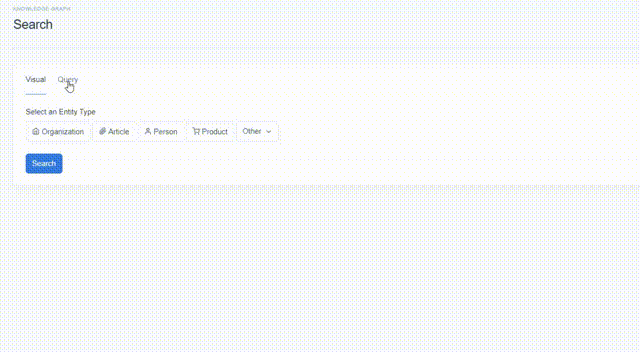 KNOWLEDGE GRAPH
Search
Visual Query
Select an Entity Type
Organization Article Person Product Other
Search